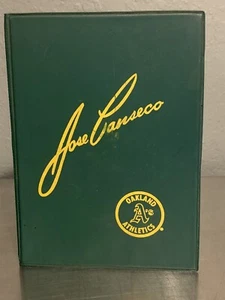 Jose Canseco
OAKLAND
A's
ATHLETICS
®